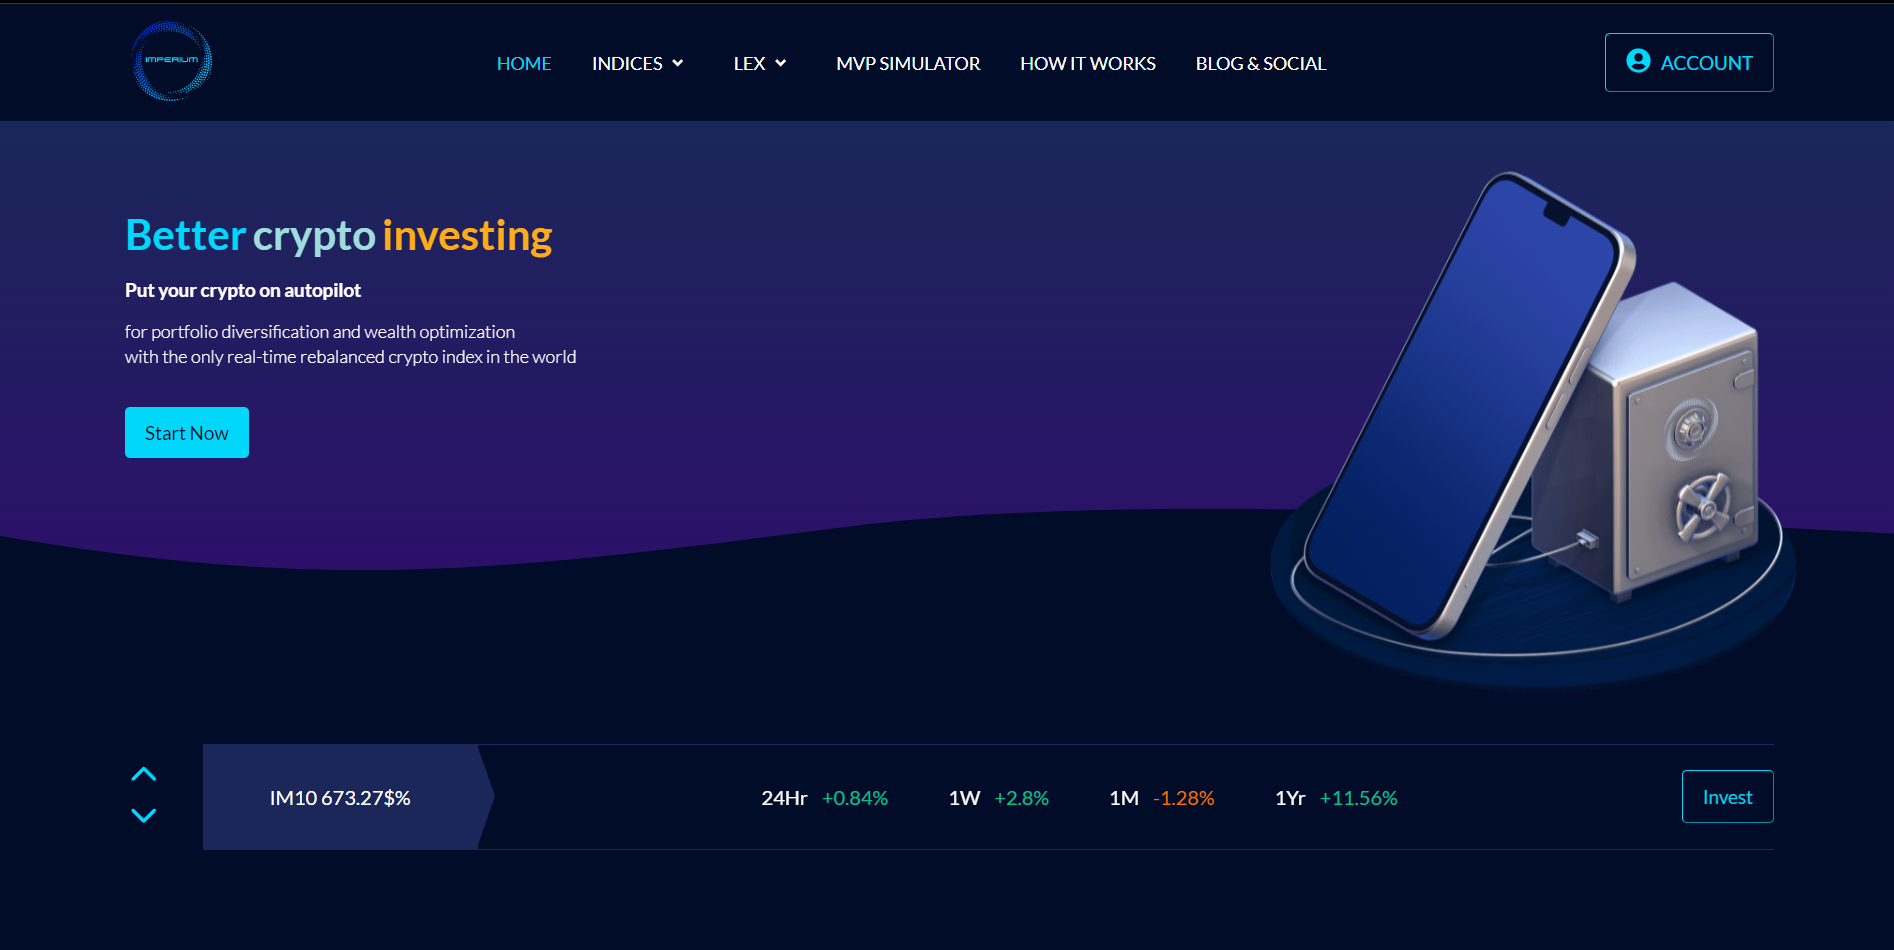 IMPERIUM
HOME INDICES LEX MVP SIMULATOR HOW IT WORKS BLOG & SOCIAL
ACCOUNT
Better crypto investing
Put your crypto on autopilot
for portfolio diversification and wealth optimization
with the only real-time rebalanced crypto index in the world
Start Now
IM10 673.27$% 24Hr +0.84% 1W +2.8% 1M -1.28% 1Yr +11.56% Invest